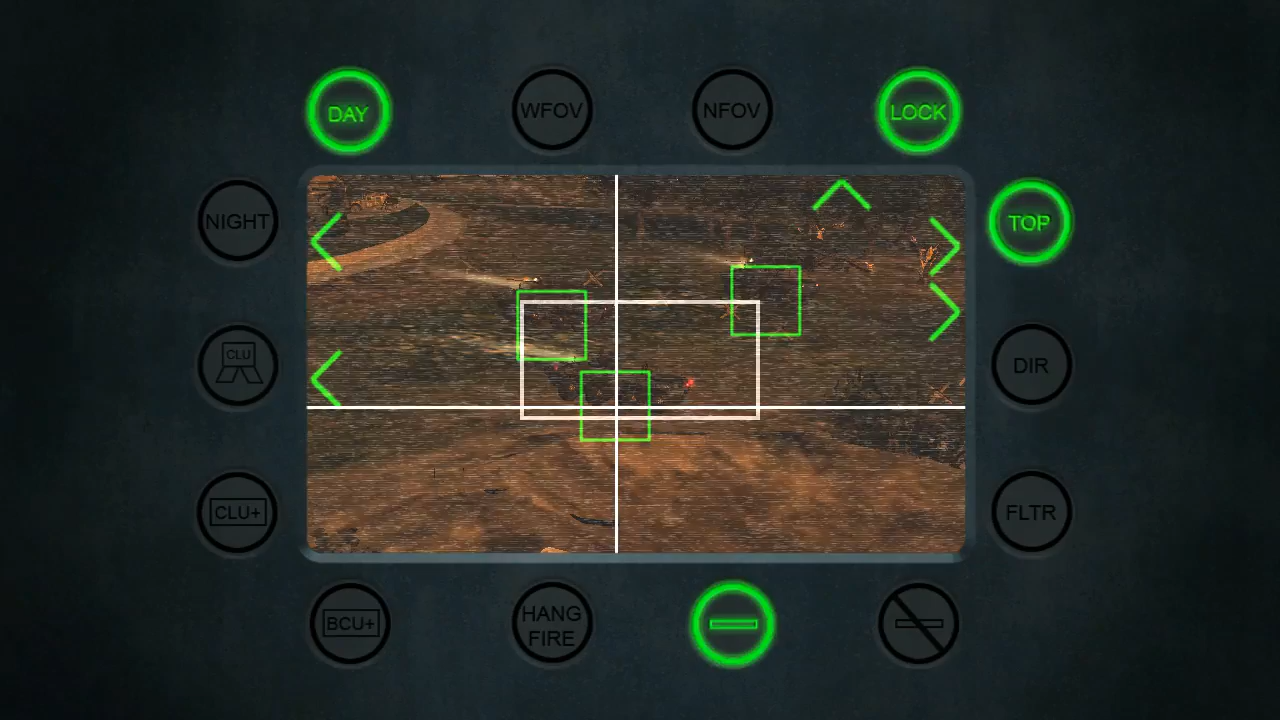 DAY
WFOV
NFOV
LOCK
NIGHT
TOP
CLU
DIR
CLU+
FLTR
BCU+
HANG
FIRE